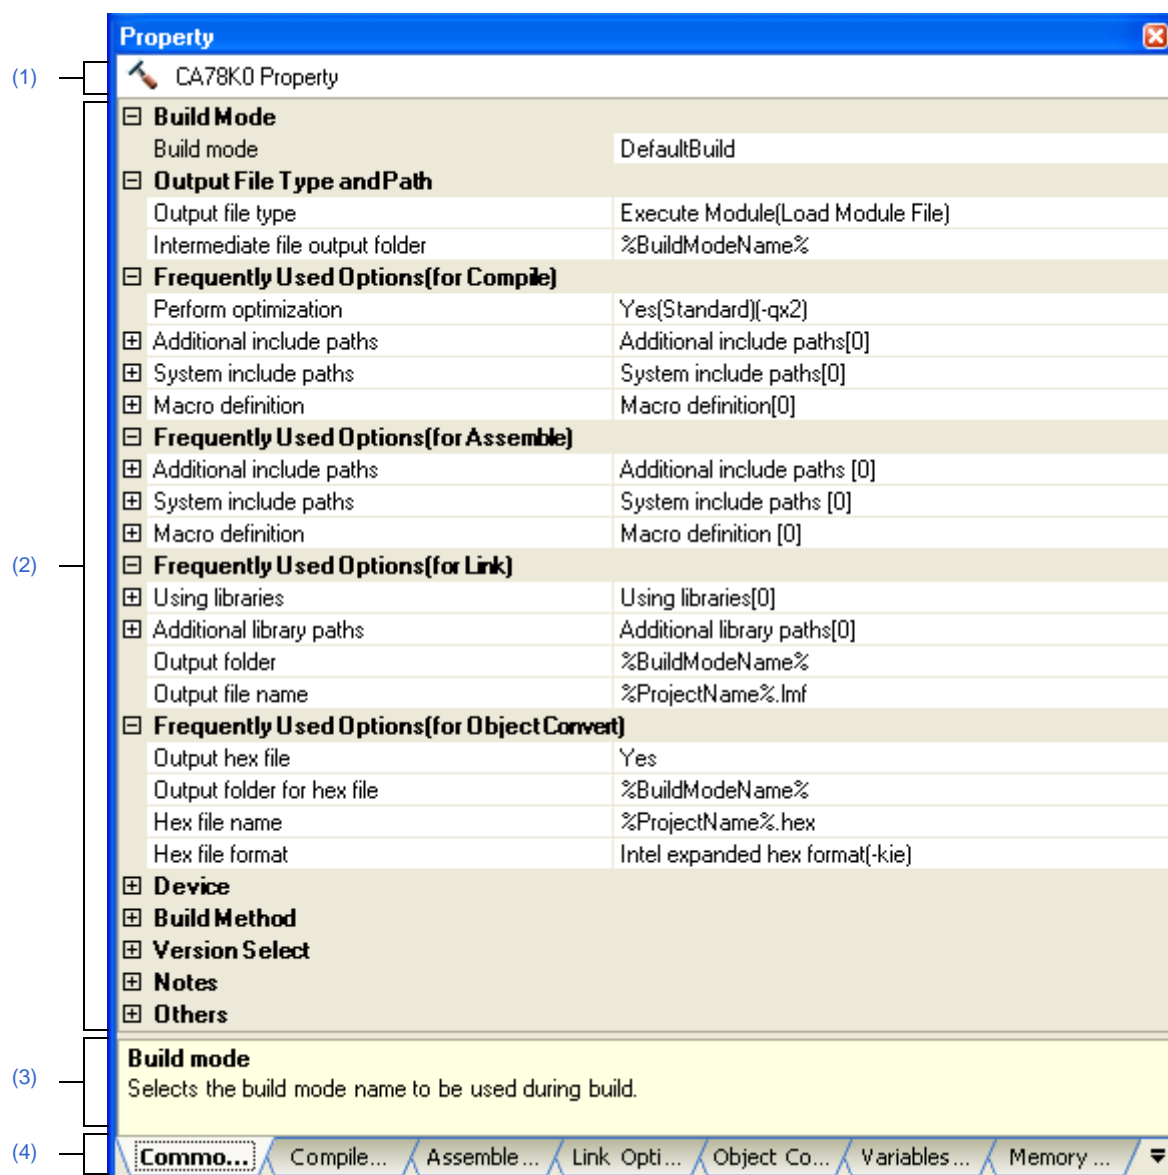 Property
(1)
CA78K0 Property
Build Mode
Build mode DefaultBuild
Output File Type and Path
Output file type Execute Module(Load Module File)
Intermediate file output folder %BuildModeName%
Frequently Used Options(for Compile)
Perform optimization Yes(Standard)(-qx2)
Additional include paths Additional include paths[0]
System include paths System include paths[0]
Macro definition Macro definition[0]
Frequently Used Options(for Assemble)
Additional include paths Additional include paths [0]
System include paths System include paths [0]
Macro definition Macro definition [0]
(2)
Frequently Used Options(for Link)
Using libraries Using libraries[0]
Additional library paths Additional library paths[0]
Output folder %BuildModeName%
Output file name %ProjectName%.lmf
Frequently Used Options(for Object Convert)
Output hex file Yes
Output folder for hex file %BuildModeName%
Hex file name %ProjectName%.hex
Hex file format Intel expanded hex format(-kie)
Device
Build Method
Version Select
Notes
Others
(3)
Build mode
Selects the build mode name to be used during build.
(4)
Commo... Compile... Assemble ... Link Opti... Object Co... Variables... Memory ...